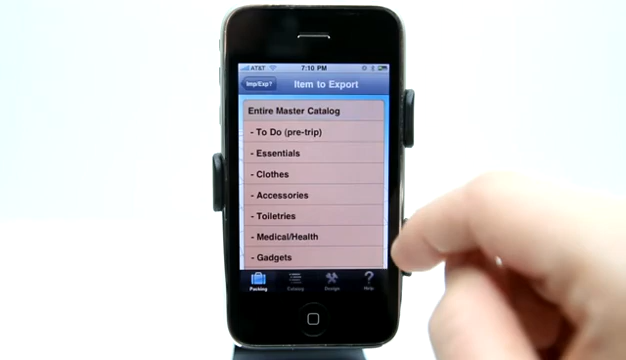 AT&T 7:10 PM
Imp/Exp? Item to Export
Entire Master Catalog
- To Do (pre-trip)
- Essentials
- Clothes
- Accessories
- Toiletries
- Medical/Health
- Gadgets
Packing Catalog Design Help